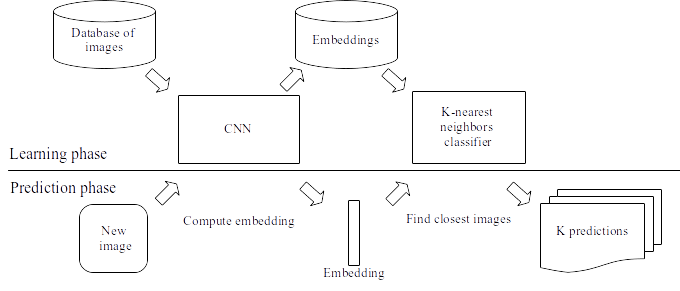 Database of
images
Embeddings
CNN
K-nearest
neighbors
classifier
Learning phase
Prediction phase
New
image
Compute embedding
Embedding
Find closest images
K predictions